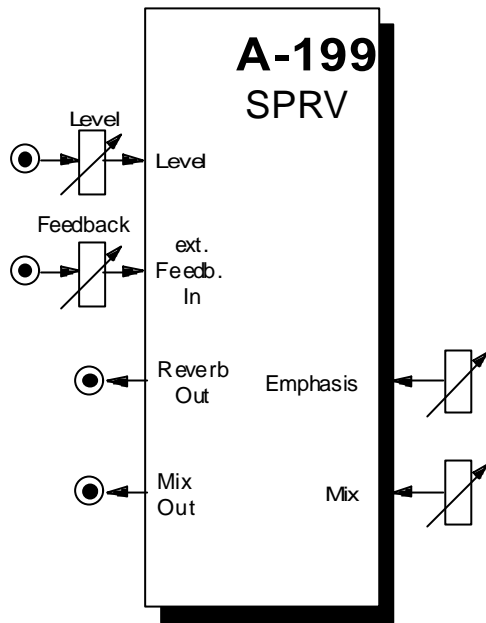 A-199
SPRV
Level
Level
Feedback
ext.
Feedb.
In
Reverb
Out
Emphasis
Mix
Out
Mix